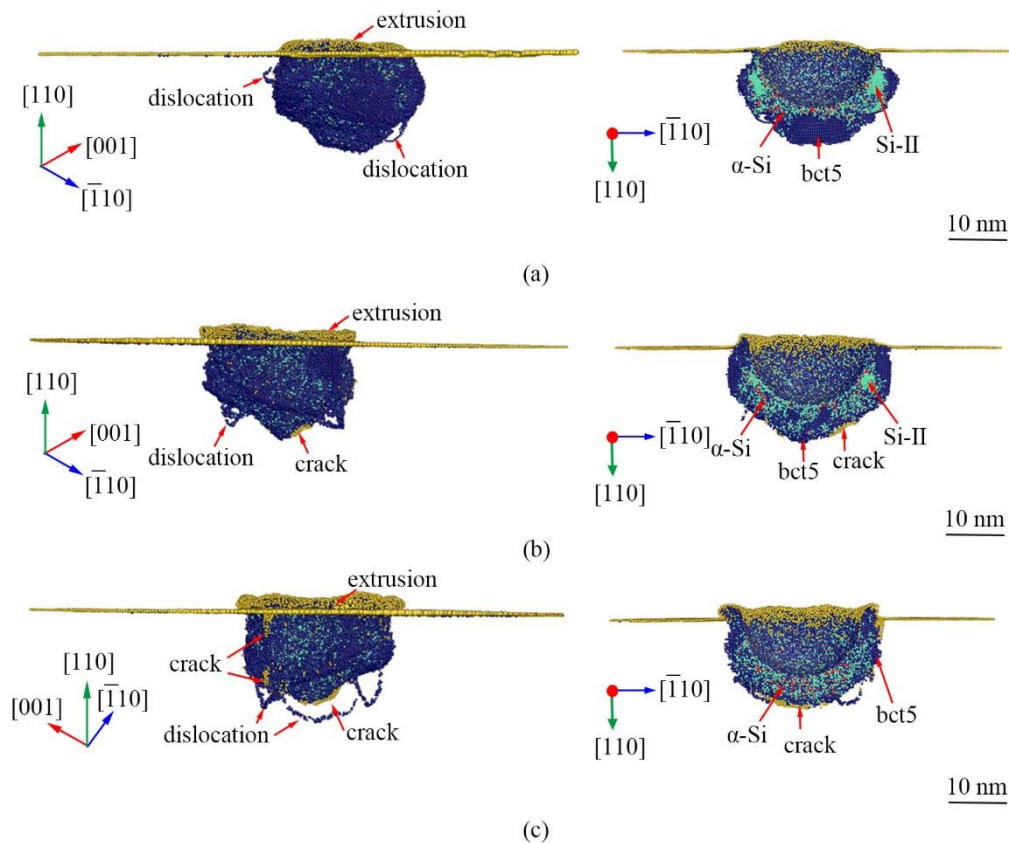 extrusion
dislocation
dislocation
[110]
[001]
[1̅10]
[1̅10]
[110]
α-Si
bct5
Si-II
10 nm
(a)
extrusion
dislocation
crack
[110]
[001]
[1̅10]
[1̅10]
[110]
α-Si
bct5
crack
Si-II
10 nm
(b)
extrusion
crack
dislocation
crack
[110]
[001]
[1̅10]
[1̅10]
[110]
α-Si
crack
bct5
10 nm
(c)